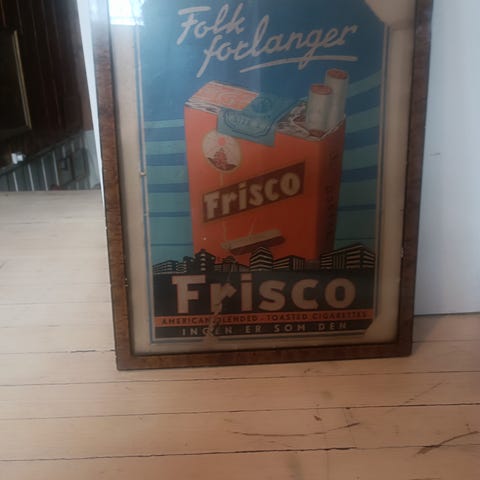 Folk
forlanger
Frisco
Frisco
AMERICAN BLENDED - TOASTED CIGARETTES
INGEN ER SOM DEN